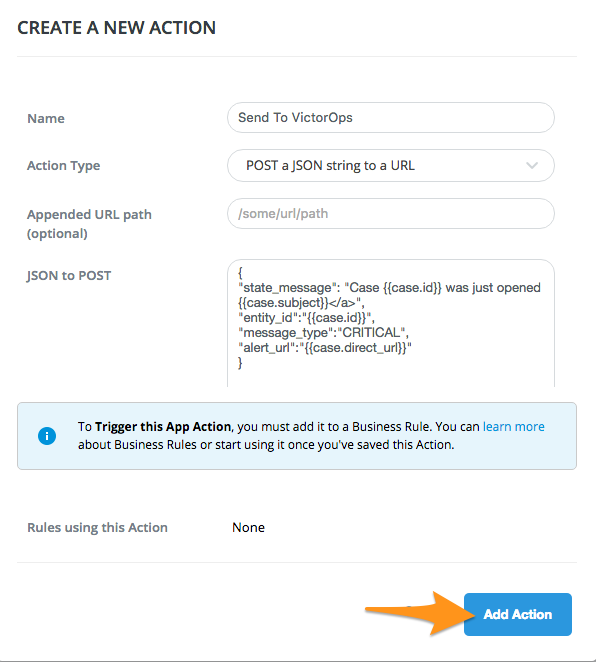 CREATE A NEW ACTION
Name
Send To VictorOps
Action Type
POST a JSON string to a URL
Appended URL path
(optional)
/some/url/path
JSON to POST
{
"state_message": "Case {{case.id}} was just opened
{{case.subject}}</a>",
"entity_id":"{{case.id}}",
"message_type":"CRITICAL",
"alert_url":"{{case.direct_url}}"
}
To Trigger this App Action, you must add it to a Business Rule. You can learn more
about Business Rules or start using it once you've saved this Action.
Rules using this Action
None
Add Action